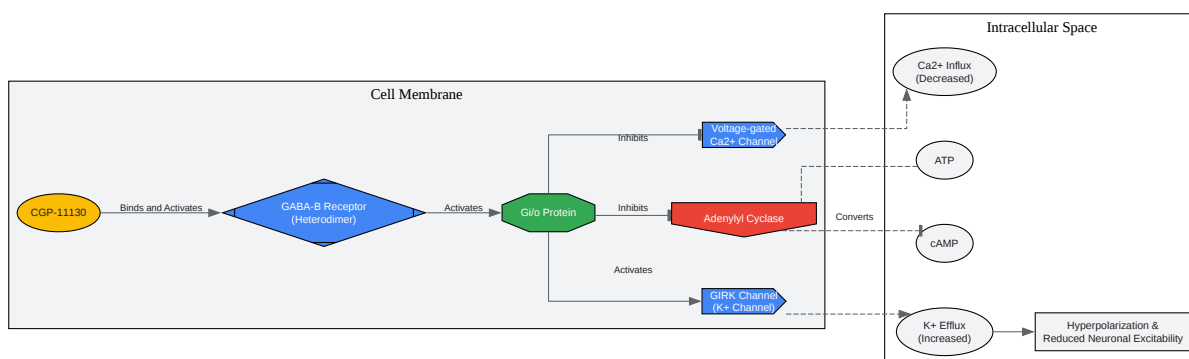 Intracellular Space
Ca2+ Influx
(Decreased)
Cell Membrane
Voltage-gated
Ca2+ Channel
Inhibits
ATP
CGP-11130
Binds and Activates
GABA-B Receptor
(Heterodimer)
Activates
Gi/o Protein
Inhibits
Adenylyl Cyclase
Converts
cAMP
Activates
GIRK Channel
(K+ Channel)
K+ Efflux
(Increased)
Hyperpolarization &
Reduced Neuronal Excitability